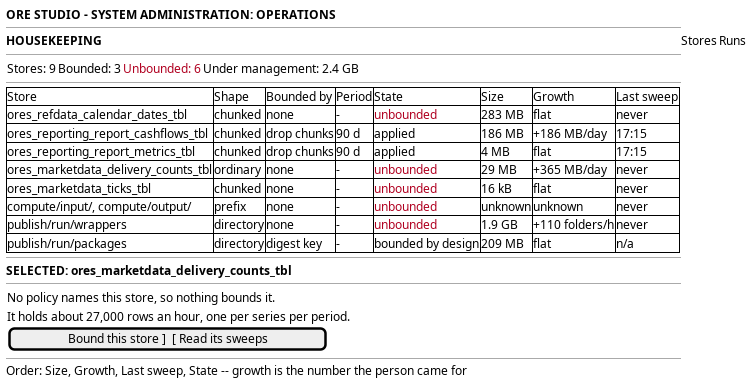 ORE STUDIO - SYSTEM ADMINISTRATION: OPERATIONS
HOUSEKEEPING Stores Runs
Stores: 9 Bounded: 3 Unbounded: 6 Under management: 2.4 GB
Store Shape Bounded by Period State Size Growth Last sweep
ores_refdata_calendar_dates_tbl chunked none - unbounded 283 MB flat never
ores_reporting_report_cashflows_tbl chunked drop chunks 90 d applied 186 MB +186 MB/day 17:15
ores_reporting_report_metrics_tbl chunked drop chunks 90 d applied 4 MB flat 17:15
ores_marketdata_delivery_counts_tbl ordinary none - unbounded 29 MB +365 MB/day never
ores_marketdata_ticks_tbl chunked none - unbounded 16 kB flat never
compute/input/, compute/output/ prefix none - unbounded unknown unknown never
publish/run/wrappers directory none - unbounded 1.9 GB +110 folders/h never
publish/run/packages directory digest key - bounded by design 209 MB flat n/a
SELECTED: ores_marketdata_delivery_counts_tbl
No policy names this store, so nothing bounds it.
It holds about 27,000 rows an hour, one per series per period.
Bound this store ] [ Read its sweeps
Order: Size, Growth, Last sweep, State -- growth is the number the person came for